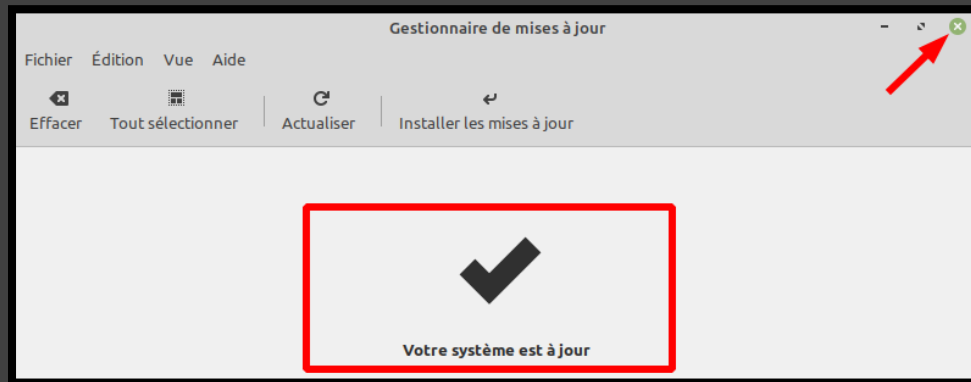 Gestionnaire de mises à jour
Fichier Édition Vue Aide
Effacer Tout sélectionner Actualiser Installer les mises à jour
Votre système est à jour